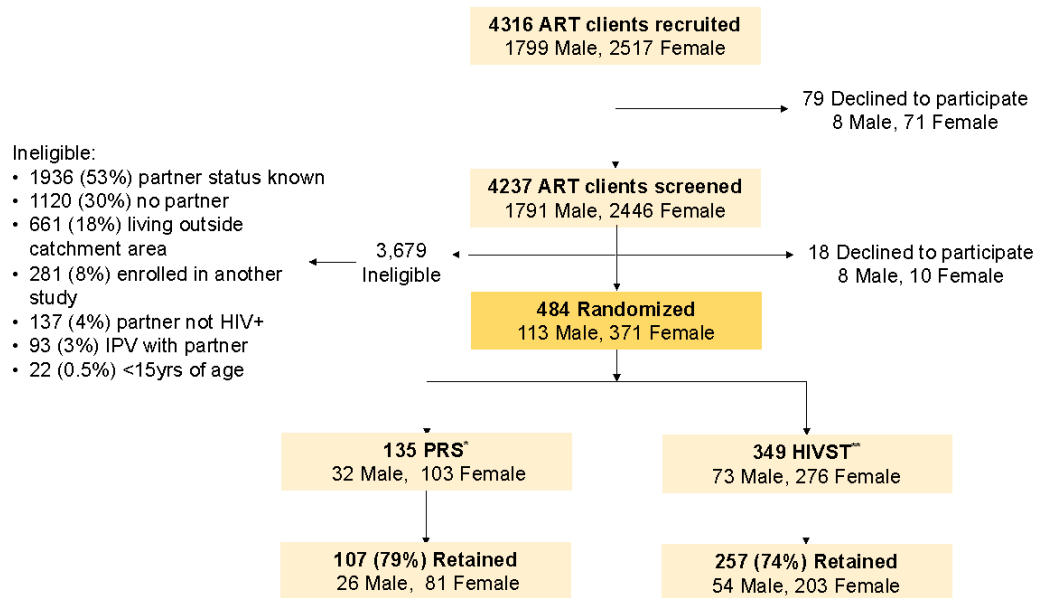 4316 ART clients recruited
1799 Male, 2517 Female
79 Declined to participate
8 Male, 71 Female
Ineligible:
• 1936 (53%) partner status known
• 1120 (30%) no partner
• 661 (18%) living outside
catchment area
• 281 (8%) enrolled in another
study
• 137 (4%) partner not HIV+
• 93 (3%) IPV with partner
• 22 (0.5%) <15yrs of age
4237 ART clients screened
1791 Male, 2446 Female
3,679
Ineligible
18 Declined to participate
8 Male, 10 Female
484 Randomized
113 Male, 371 Female
135 PRS*
32 Male, 103 Female
349 HIVST**
73 Male, 276 Female
107 (79%) Retained
26 Male, 81 Female
257 (74%) Retained
54 Male, 203 Female